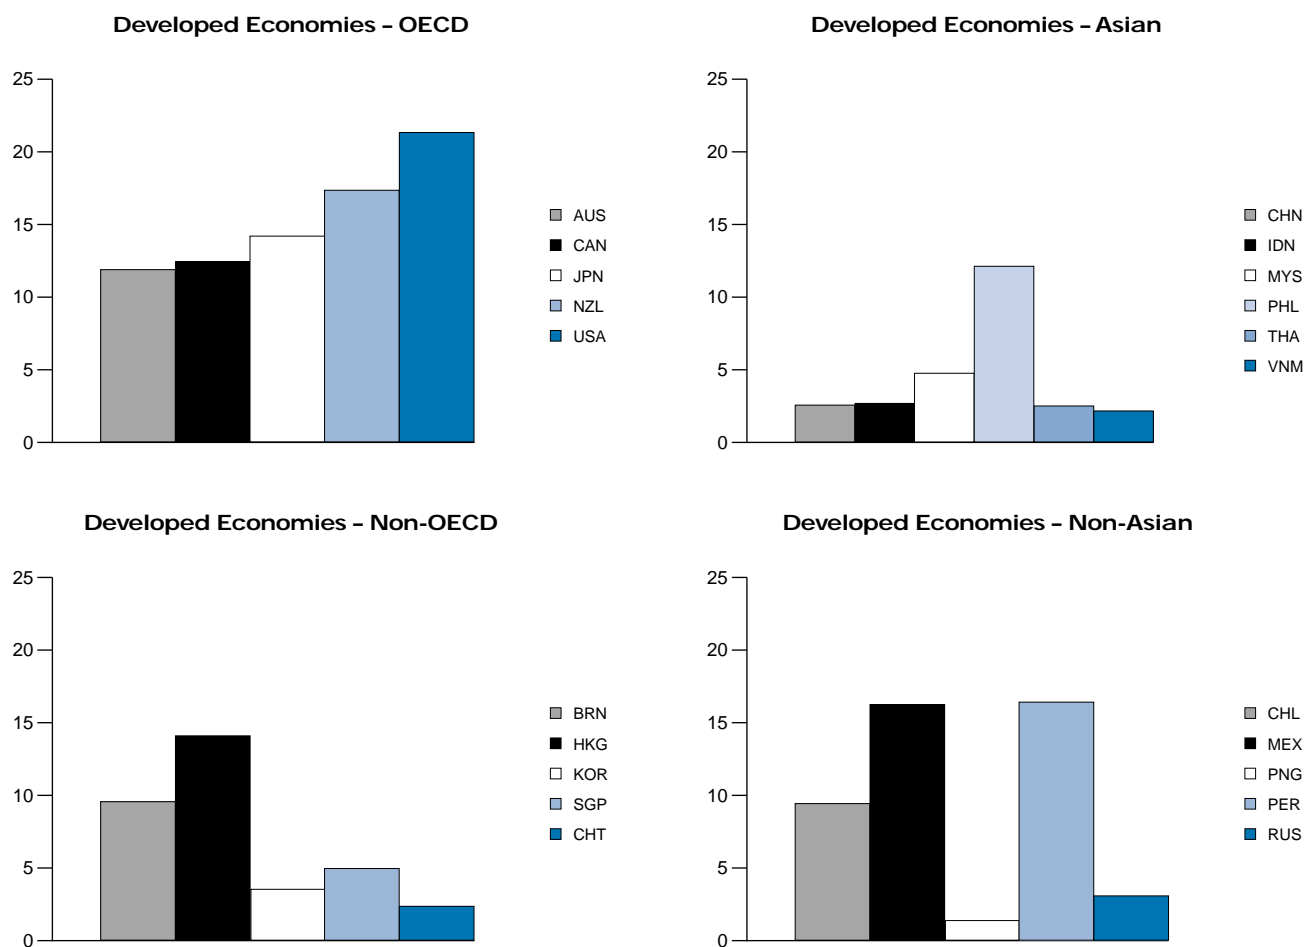 Developed Economies – OECD
25
20
15
10
5
0
AUS
CAN
JPN
NZL
USA
Developed Economies – Asian
25
20
15
10
5
0
CHN
IDN
MYS
PHL
THA
VNM
Developed Economies – Non-OECD
25
20
15
10
5
0
BRN
HKG
KOR
SGP
CHT
Developed Economies – Non-Asian
25
20
15
10
5
0
CHL
MEX
PNG
PER
RUS